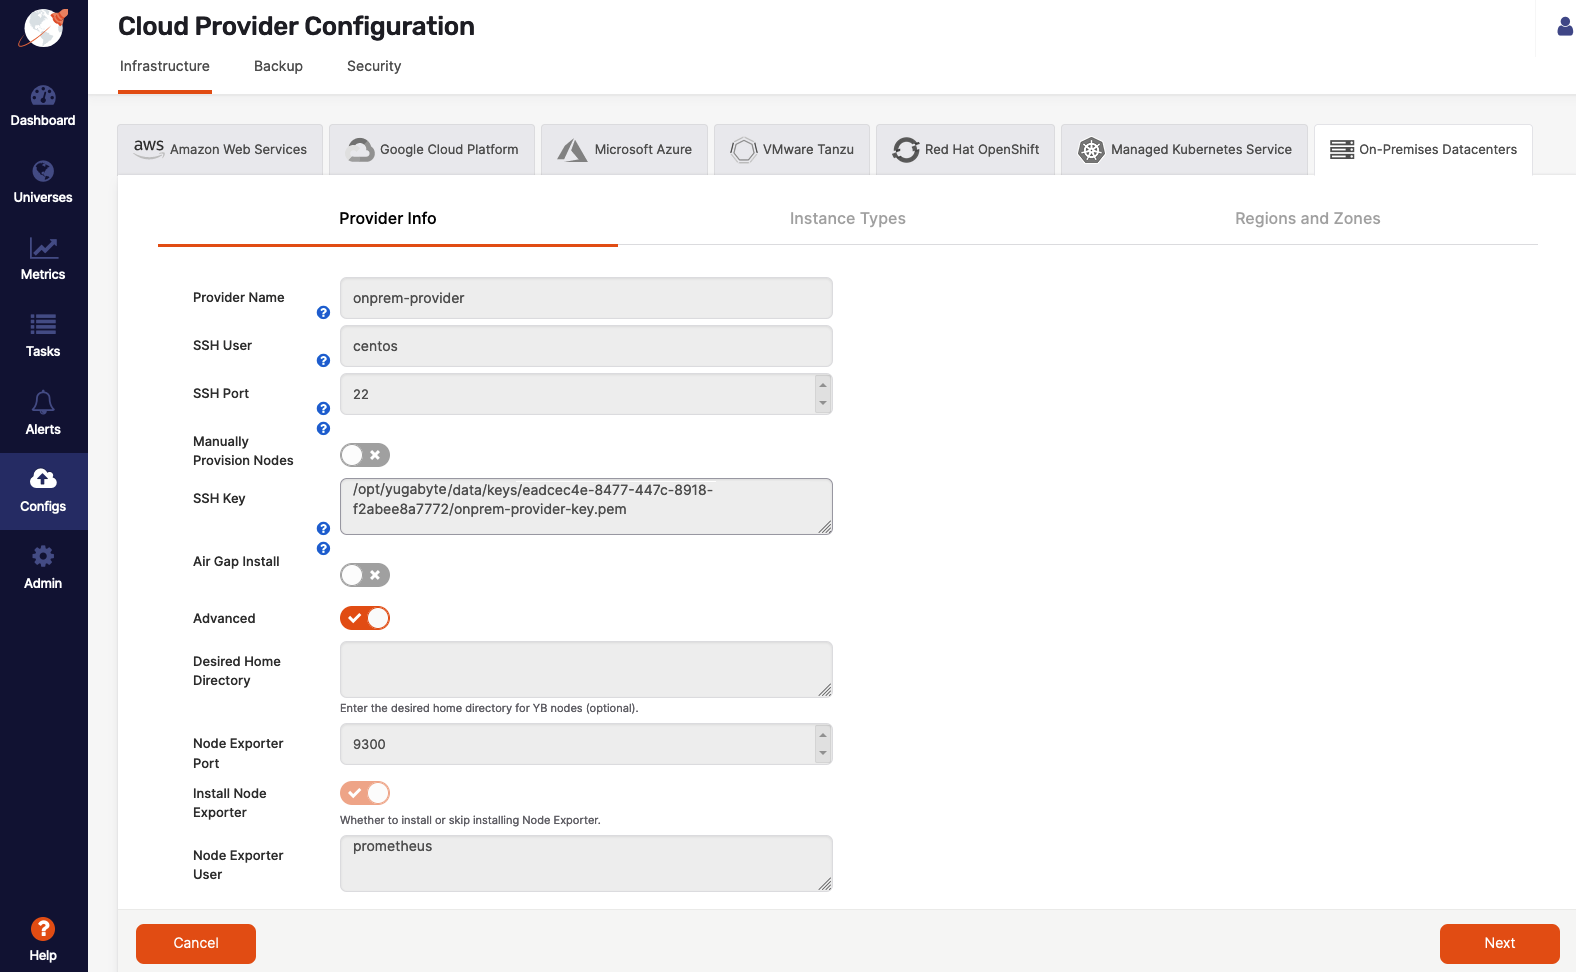 Cloud Provider Configuration
Infrastructure Backup Security
Dashboard
Universes
Metrics
Tasks
Alerts
Configs
Admin
Help
aws Amazon Web Services
Google Cloud Platform
Microsoft Azure
VMware Tanzu
Red Hat OpenShift
Managed Kubernetes Service
On-Premises Datacenters
Provider Info
Instance Types
Regions and Zones
Provider Name
?
onprem-provider
SSH User
?
centos
SSH Port
?
22
?
Manually
Provision Nodes
SSH Key
?
/opt/yugabyte/data/keys/eadcec4e-8477-447c-8918-
f2abee8a7772/onprem-provider-key.pem
?
Air Gap Install
Advanced
Desired Home
Directory
Enter the desired home directory for YB nodes (optional).
Node Exporter
Port
9300
Install Node
Exporter
Whether to install or skip installing Node Exporter.
Node Exporter
User
prometheus
Cancel
Next